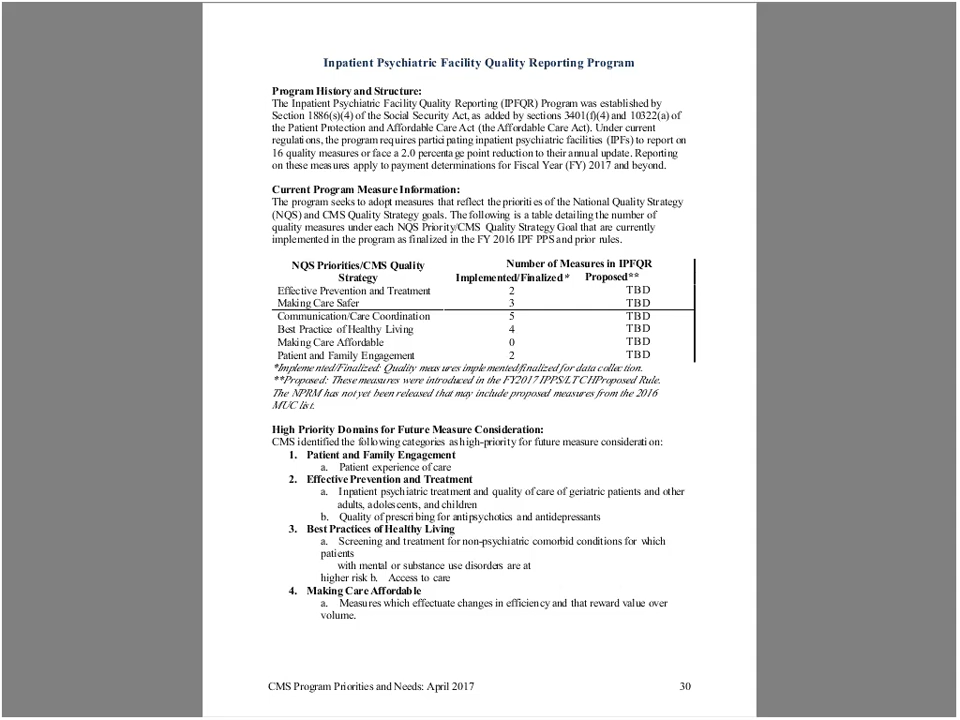 Inpatient Psychiatric Facility Quality Reporting Program
Program History and Structure:
The Inpatient Psychiatric Facility Quality Reporting (IPFQR) Program was established by
Section 1886(s)(4) of the Social Security Act, as added by sections 3401(f)(4) and 10322(a) of
the Patient Protection and Affordable Care Act (the Affordable Care Act). Under current
regulations, the program requires participating inpatient psychiatric facilities (IPFs) to report on
16 quality measures or face a 2.0 percentage point reduction to their annual update. Reporting
on these measures apply to payment determinations for Fiscal Year (FY) 2017 and beyond.
Current Program Measure Information:
The program seeks to adopt measures that reflect the priorities of the National Quality Strategy
(NQS) and CMS Quality Strategy goals. The following is a table detailing the number of
quality measures under each NQS Priority/CMS Quality Strategy Goal that are currently
implemented in the program as finalized in the FY 2016 IPF PPS and prior rules.
NQS Priorities/CMS Quality Strategy
Number of Measures in IPFQR
Implemented/Finalized* Proposed**
Effective Prevention and Treatment 2 TBD
Making Care Safer 3 TBD
Communication/Care Coordination 5 TBD
Best Practice of Healthy Living 4 TBD
Making Care Affordable 0 TBD
Patient and Family Engagement 2 TBD
*Implemented/Finalized: Quality measures implemented/finalized for data collection.
**Proposed: These measures were introduced in the FY2017 IPPS/LTCH Proposed Rule.
The NPRM has not yet been released that may include proposed measures from the 2016
MUC list.
High Priority Domains for Future Measure Consideration:
CMS identified the following categories as high-priority for future measure consideration:
1. Patient and Family Engagement
a. Patient experience of care
2. Effective Prevention and Treatment
a. Inpatient psychiatric treatment and quality of care of geriatric patients and other
adults, adolescents, and children
b. Quality of prescribing for antipsychotics and antidepressants
3. Best Practices of Healthy Living
a. Screening and treatment for non-psychiatric comorbid conditions for which
patients
with mental or substance use disorders are at
higher risk b. Access to care
4. Making Care Affordable
a. Measures which effectuate changes in efficiency and that reward value over
volume.
CMS Program Priorities and Needs: April 2017 30